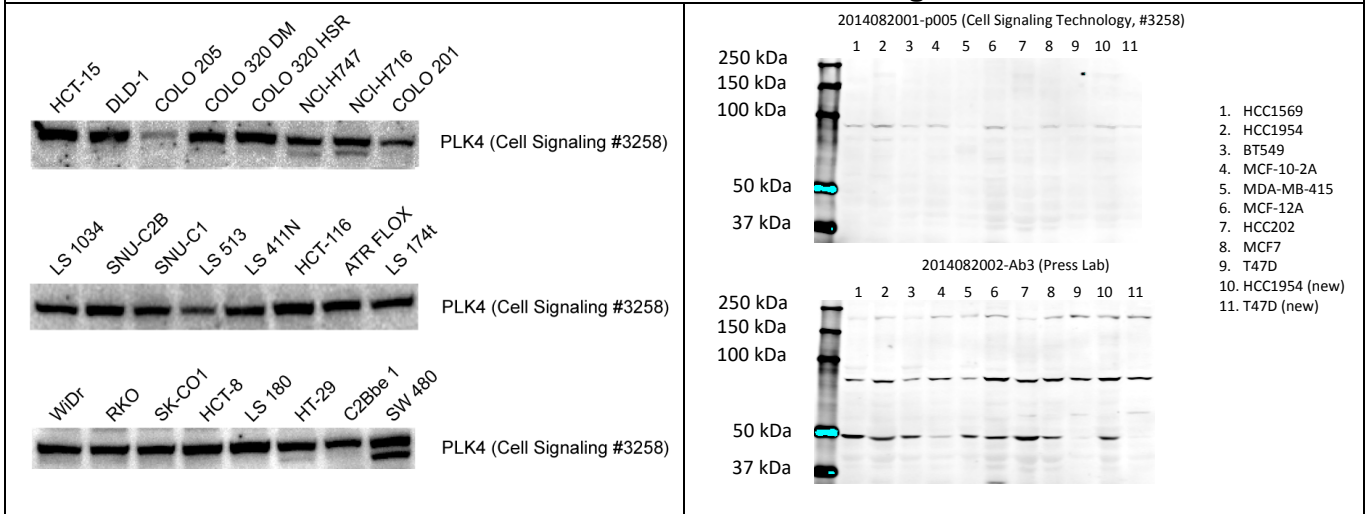 HCT-15
DLD-1
COLO 205
COLO 320 DM
COLO 320 HSR
NCI-H747
NCI-H716
COLO 201
PLK4 (Cell Signaling #3258)
LS 1034
SNU-C2B
SNU-C1
LS 513
LS 411N
HCT-116
ATR FLOX
LS 174t
PLK4 (Cell Signaling #3258)
WiDr
RKO
SK-CO1
HCT-8
LS 180
HT-29
C2Bbe 1
SW 480
PLK4 (Cell Signaling #3258)
2014082001-p005 (Cell Signaling Technology, #3258)
1 2 3 4 5 6 7 8 9 10 11
250 kDa
150 kDa
100 kDa
50 kDa
37 kDa
2014082002-Ab3 (Press Lab)
1 2 3 4 5 6 7 8 9 10 11
250 kDa
150 kDa
100 kDa
50 kDa
37 kDa
1. HCC1569
2. HCC1954
3. BT549
4. MCF-10-2A
5. MDA-MB-415
6. MCF-12A
7. HCC202
8. MCF7
9. T47D
10. HCC1954 (new)
11. T47D (new)